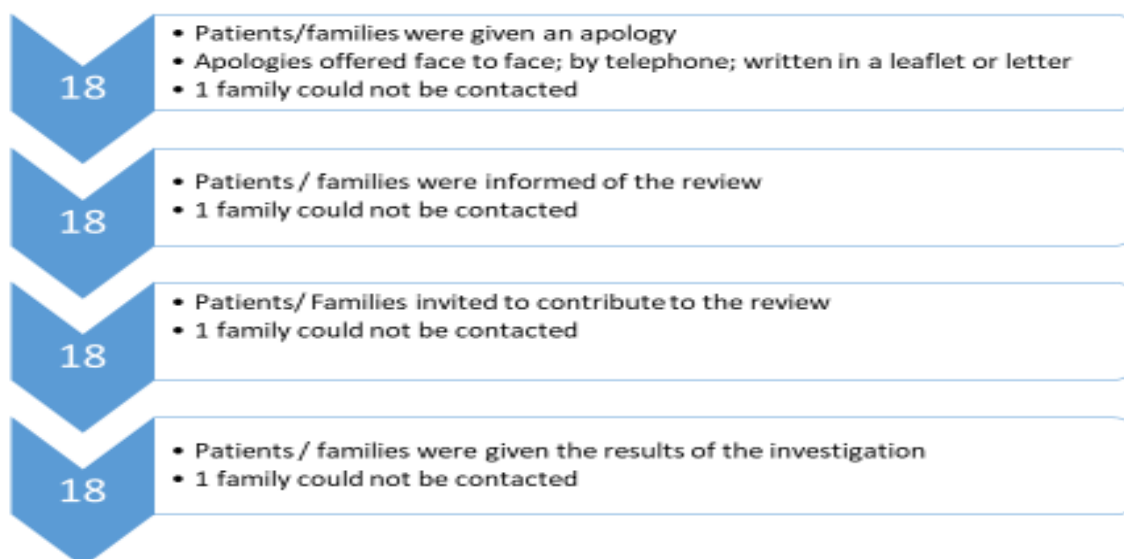 18
• Patients/families were given an apology
• Apologies offered face to face; by telephone; written in a leaflet or letter
• 1 family could not be contacted
18
• Patients / families were informed of the review
• 1 family could not be contacted
18
• Patients/ Families invited to contribute to the review
• 1 family could not be contacted
18
• Patients / families were given the results of the investigation
• 1 family could not be contacted